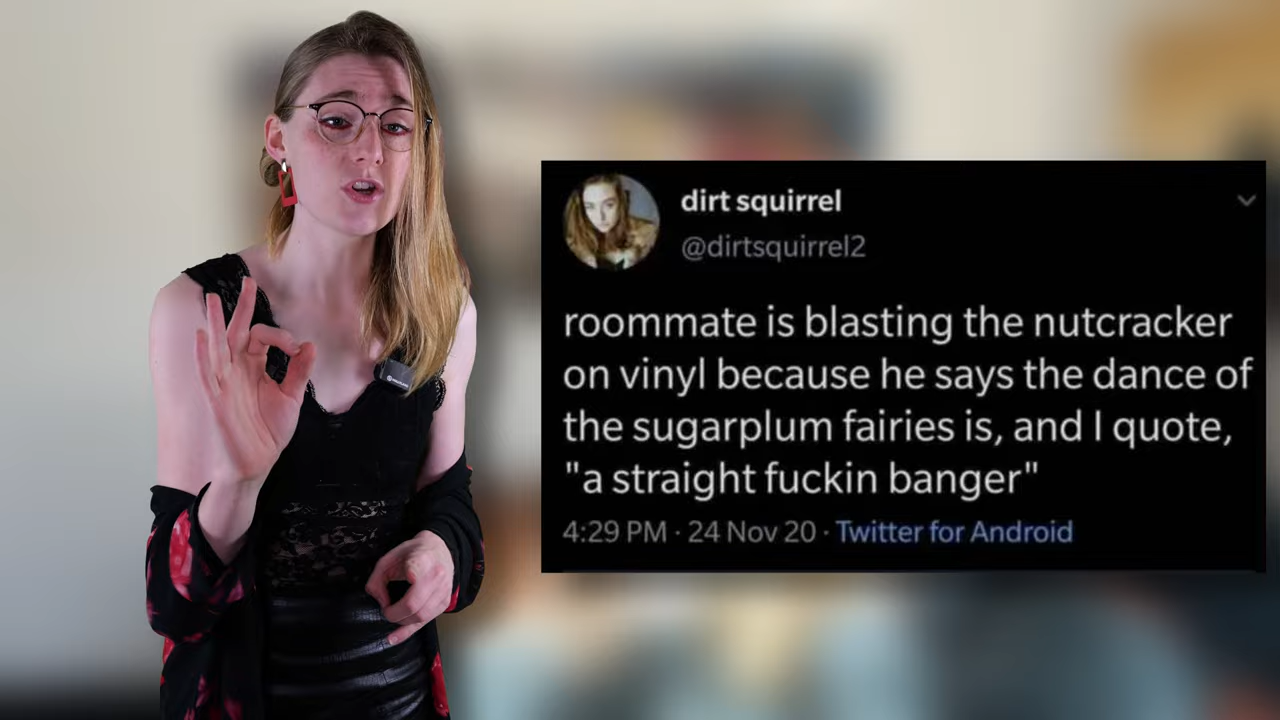 dirt squirrel
@dirtsquirrel2
roommate is blasting the nutcracker
on vinyl because he says the dance of
the sugarplum fairies is, and I quote,
"a straight fuckin banger"
4:29 PM · 24 Nov 20 · Twitter for Android